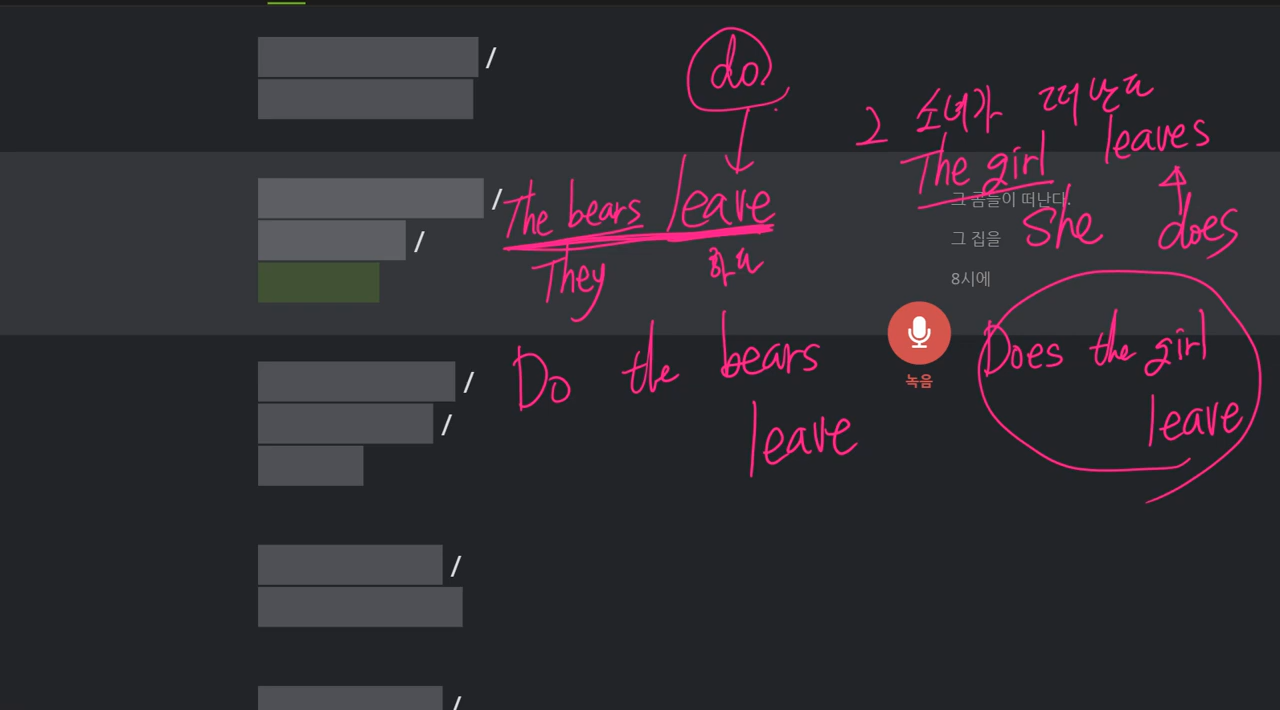 /
do
그 소녀가 떠난다
The girl leaves
/ The bears leave
그 곰들이 떠난다.
/
그 집을
She does
They
8시에
Do the bears
leave
녹음
Does the girl
leave
/
/
/
/